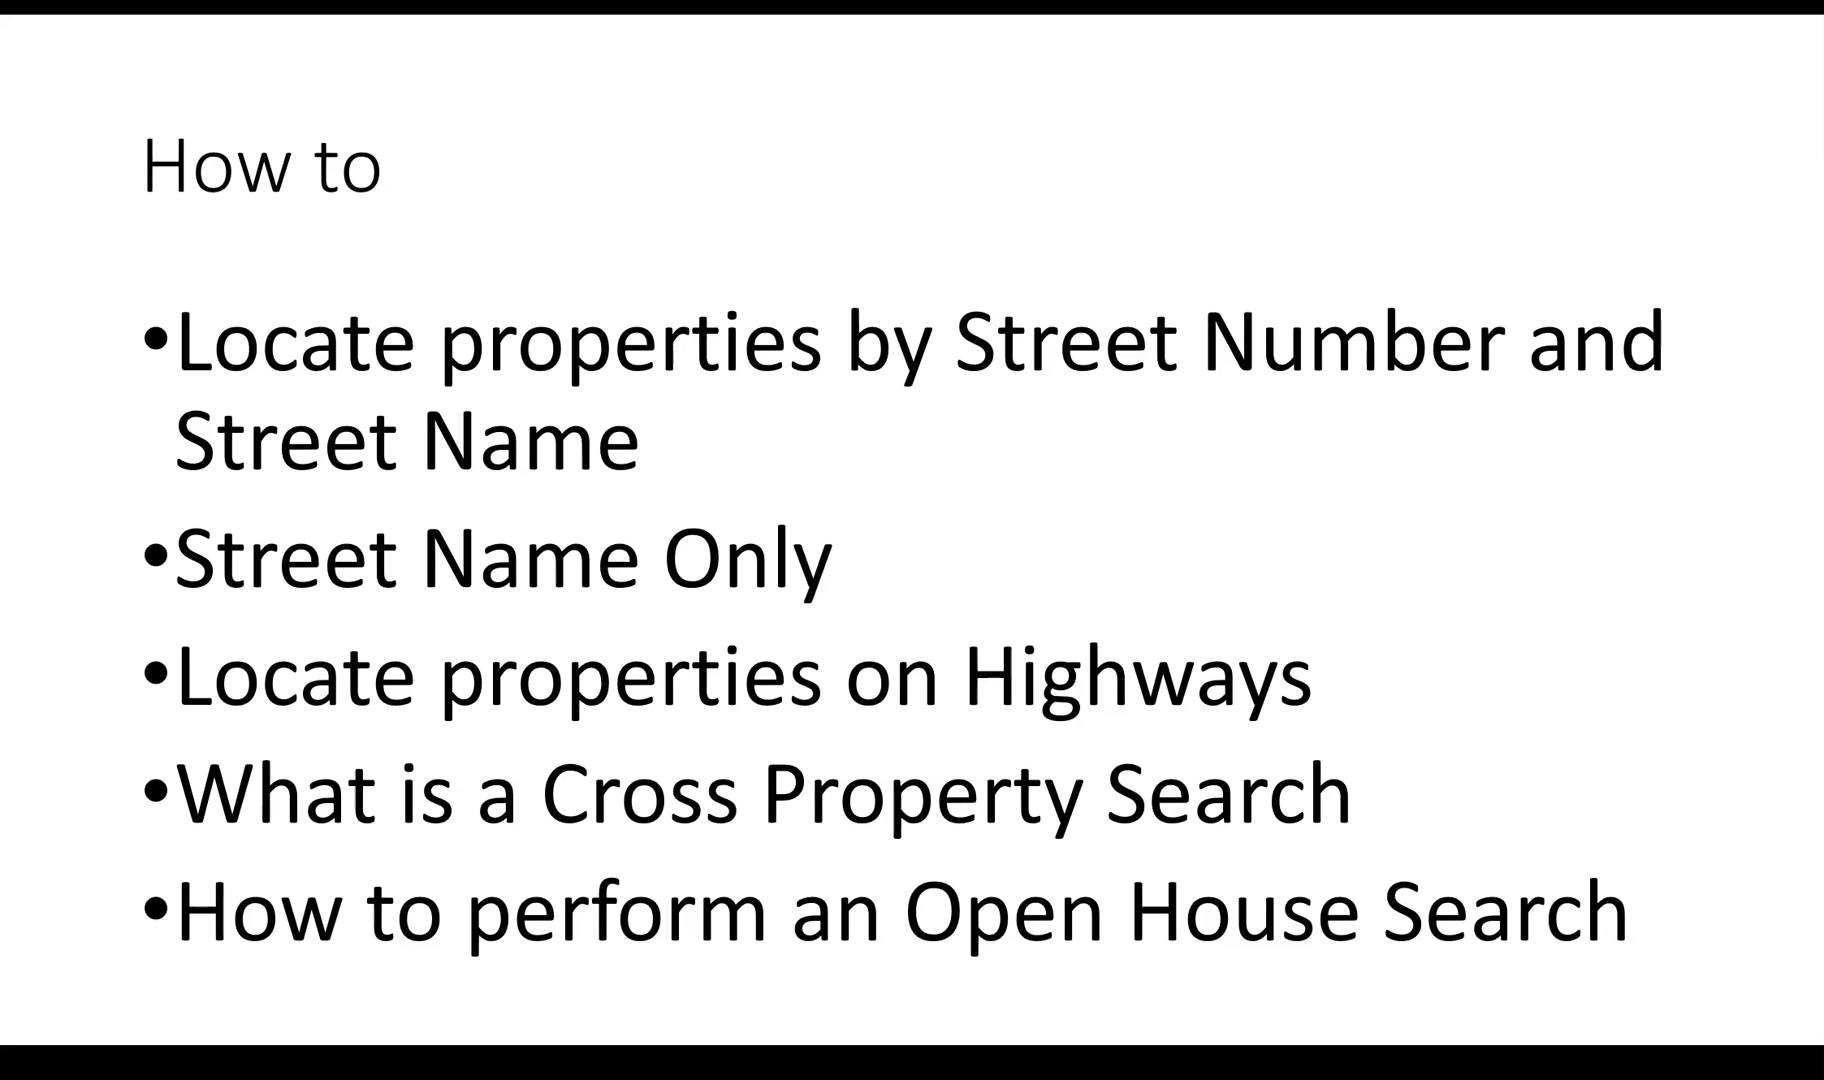 How to
•Locate properties by Street Number and
Street Name
•Street Name Only
•Locate properties on Highways
•What is a Cross Property Search
•How to perform an Open House Search